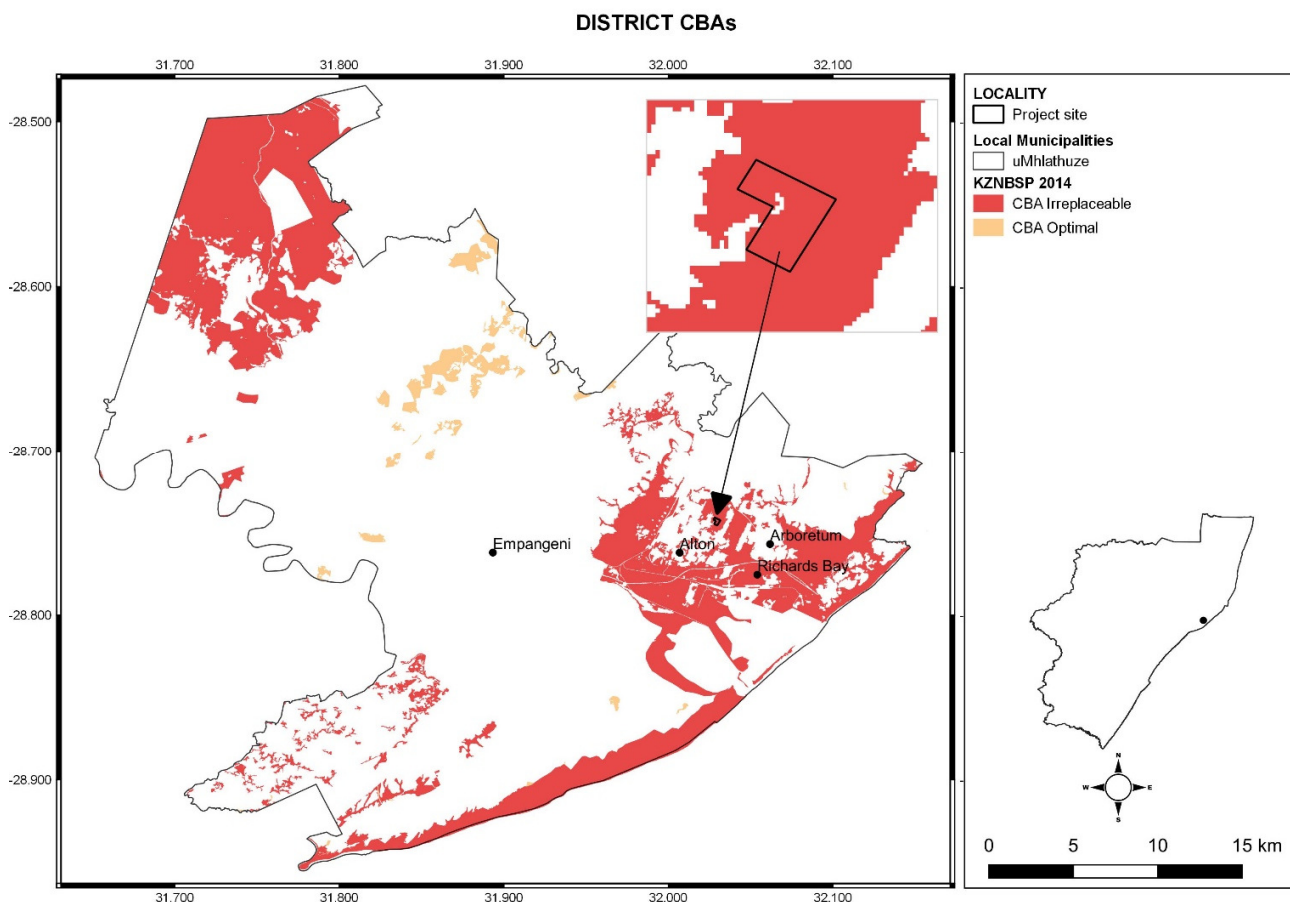 DISTRICT CBAs
31.700 31.800 31.900 32.000 32.100
-28.500
-28.600
-28.700
-28.800
-28.900
Empangeni
Alton
Arboretum
Richards Bay
31.700 31.800 31.900 32.000 32.100
LOCALITY
Project site
Local Municipalities
uMhlathuze
KZNBSP 2014
CBA Irreplaceable
CBA Optimal
N
W E
S
0 5 10 15 km